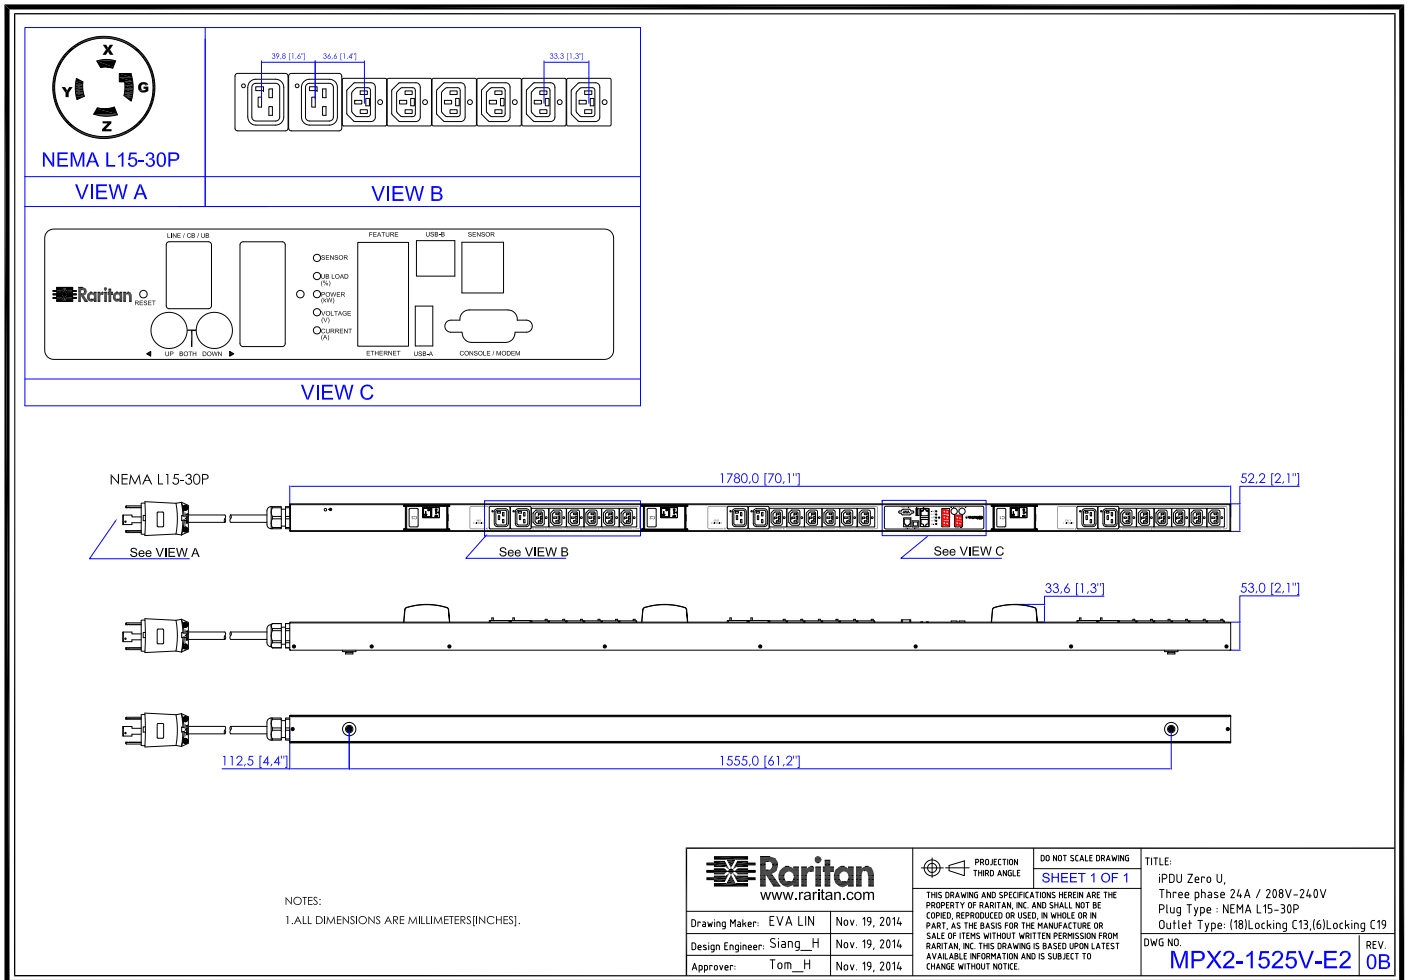 X
Y
G
Z
NEMA L15-30P
VIEW A
39,8 [1,6"]
36,6 [1,4"]
33,3 [1,3"]
VIEW B
LINE / CB / UB
FEATURE
USB-B
SENSOR
Raritan
RESET
SENSOR
UB LOAD
(%)
POWER
(kW)
VOLTAGE
(V)
CURRENT
(A)
UP BOTH DOWN
ETHERNET
USB-A
CONSOLE / MODEM
VIEW C
NEMA L15-30P
1780,0 [70,1"]
52,2 [2,1"]
See VIEW A
See VIEW B
See VIEW C
33,6 [1,3"]
53,0 [2,1"]
112,5 [4,4"]
1555,0 [61,2"]
NOTES:
1.ALL DIMENSIONS ARE MILLIMETERS[INCHES].
Raritan
www.raritan.com
Drawing Maker: EVA LIN Nov. 19, 2014
Design Engineer: Siang_H Nov. 19, 2014
Approver: Tom_H Nov. 19, 2014
PROJECTION
THIRD ANGLE
DO NOT SCALE DRAWING
SHEET 1 OF 1
THIS DRAWING AND SPECIFICATIONS HEREIN ARE THE
PROPERTY OF RARITAN, INC. AND SHALL NOT BE
COPIED, REPRODUCED OR USED, IN WHOLE OR IN
PART, AS THE BASIS FOR THE MANUFACTURE OR
SALE OF ITEMS WITHOUT WRITTEN PERMISSION FROM
RARITAN, INC. THIS DRAWING IS BASED UPON LATEST
AVAILABLE INFORMATION AND IS SUBJECT TO
CHANGE WITHOUT NOTICE.
TITLE:
iPDU Zero U,
Three phase 24A / 208V-240V
Plug Type : NEMA L15-30P
Outlet Type: (18)Locking C13,(6)Locking C19
DWG NO.
MPX2-1525V-E2
REV.
0B